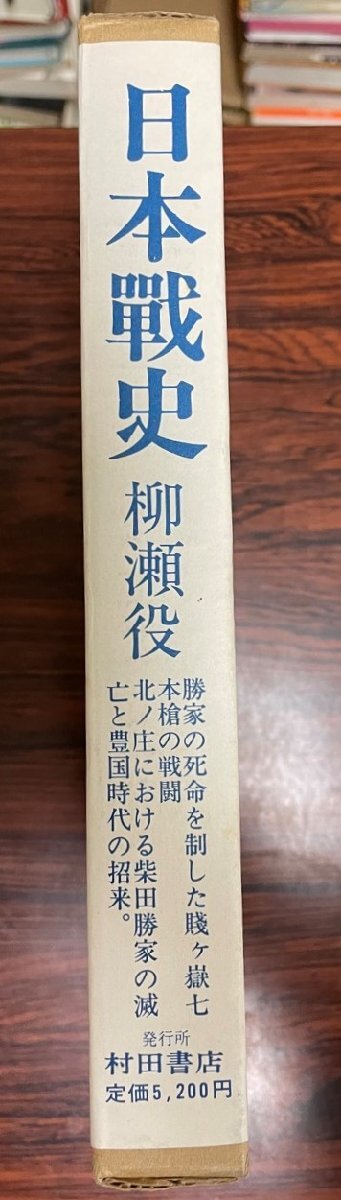 日本戰史
柳瀬役
勝家の死命を制した賤ヶ嶽七
本槍の戦闘
北ノ庄における柴田勝家の滅
亡と豊国時代の招来。
発行所
村田書店
定価5,200円